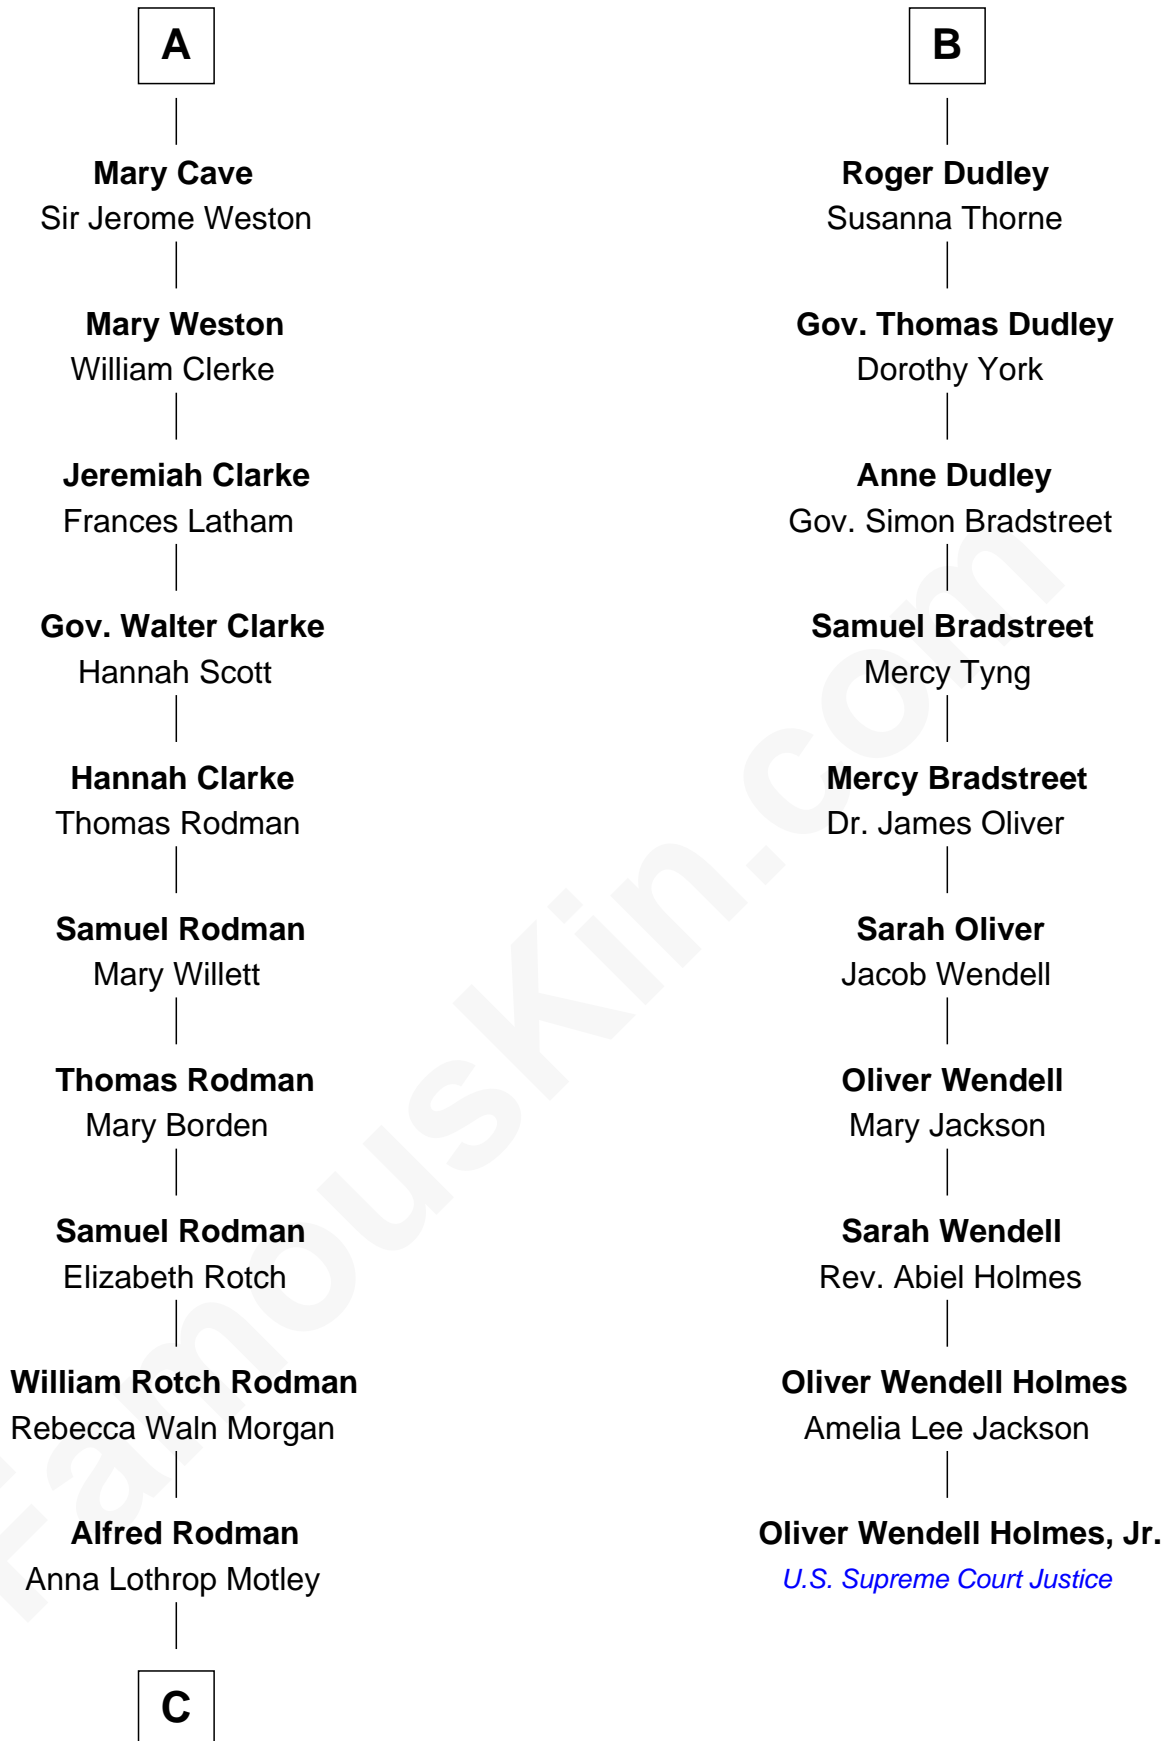 A
Mary Cave
Sir Jerome Weston
Mary Weston
William Clerke
Jeremiah Clarke
Frances Latham
Gov. Walter Clarke
Hannah Scott
Hannah Clarke
Thomas Rodman
Samuel Rodman
Mary Willett
Thomas Rodman
Mary Borden
Samuel Rodman
Elizabeth Rotch
William Rotch Rodman
Rebecca Waln Morgan
Alfred Rodman
Anna Lothrop Motley
C
B
Roger Dudley
Susanna Thorne
Gov. Thomas Dudley
Dorothy York
Anne Dudley
Gov. Simon Bradstreet
Samuel Bradstreet
Mercy Tyng
Mercy Bradstreet
Dr. James Oliver
Sarah Oliver
Jacob Wendell
Oliver Wendell
Mary Jackson
Sarah Wendell
Rev. Abiel Holmes
Oliver Wendell Holmes
Amelia Lee Jackson
Oliver Wendell Holmes, Jr.
U.S. Supreme Court Justice
FamousKin.com